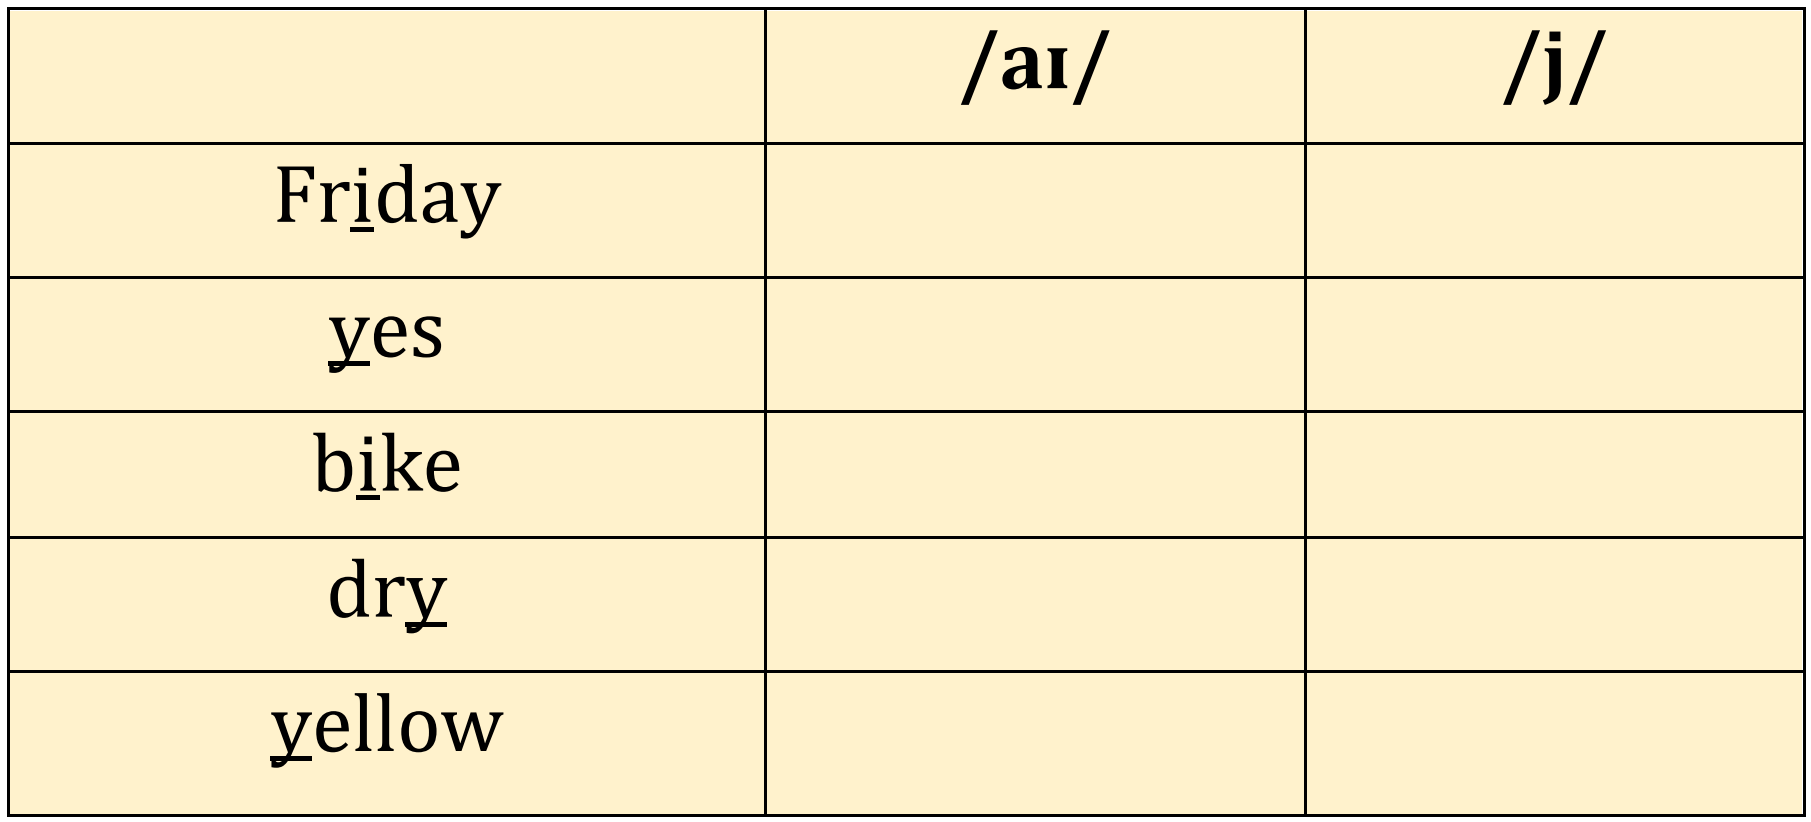 /aɪ/ /j/
Friday
yes
bike
dry
yellow